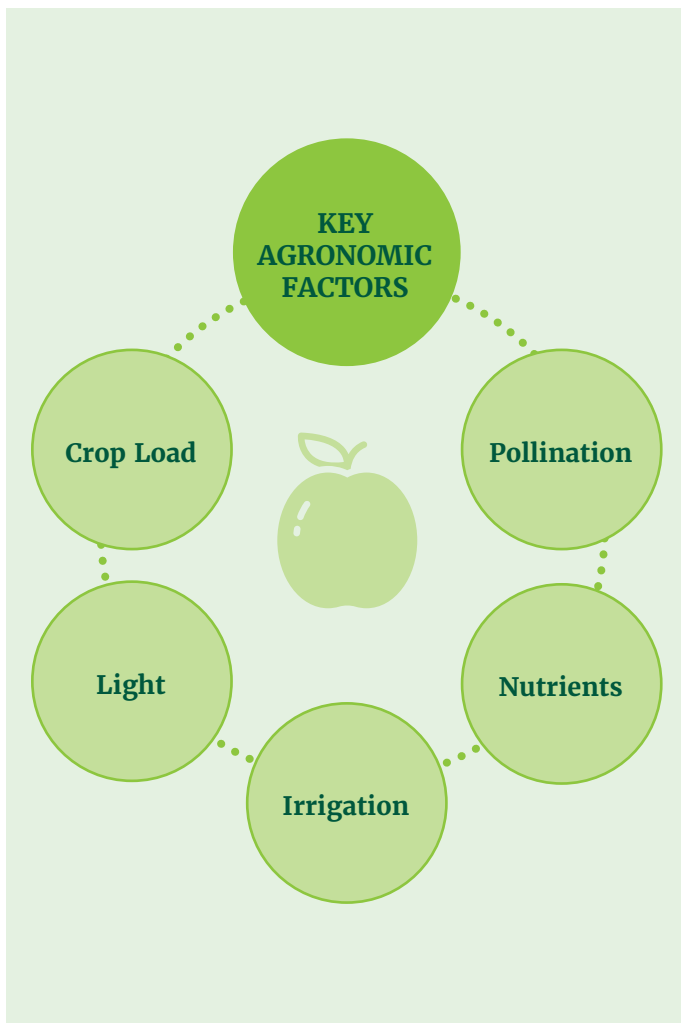 KEY
AGRONOMIC
FACTORS
Crop Load
Pollination
Light
Nutrients
Irrigation